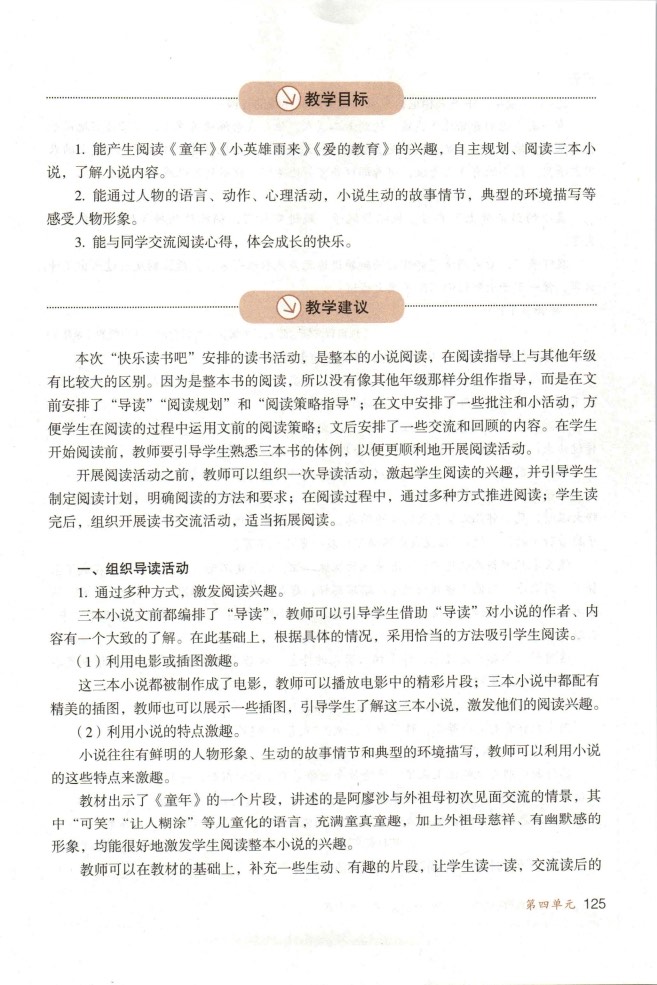 教学目标
1. 能产生阅读《童年》《小英雄雨来》《爱的教育》的兴趣，自主规划、阅读三本小
说，了解小说内容。
2. 能通过人物的语言、动作、心理活动，小说生动的故事情节，典型的环境描写等
感受人物形象。
3. 能与同学交流阅读心得，体会成长的快乐。
教学建议
本次“快乐读书吧”安排的读书活动，是整本的小说阅读，在阅读指导上与其他年级
有比较大的区别。因为是整本书的阅读，所以没有像其他年级那样分组作指导，而是在文
前安排了“导读”“阅读规划”和“阅读策略指导”；在文中安排了一些批注和小活动，方
便学生在阅读的过程中运用文前的阅读策略；文后安排了一些交流和回顾的内容。在学生
开始阅读前，教师要引导学生熟悉三本书的体例，以便更顺利地开展阅读活动。
开展阅读活动之前，教师可以组织一次导读活动，激起学生阅读的兴趣，并引导学生
制定阅读计划，明确阅读的方法和要求；在阅读过程中，通过多种方式推进阅读；学生读
完后，组织开展读书交流活动，适当拓展阅读。
一、组织导读活动
1. 通过多种方式，激发阅读兴趣。
三本小说文前都编排了“导读”，教师可以引导学生借助“导读”对小说的作者、内
容有一个大致的了解。在此基础上，根据具体的情况，采用恰当的方法吸引学生阅读。
（1）利用电影或插图激趣。
这三本小说都被制作成了电影，教师可以播放电影中的精彩片段；三本小说中都配有
精美的插图，教师也可以展示一些插图，引导学生了解这三本小说，激发他们的阅读兴趣。
（2）利用小说的特点激趣。
小说往往有鲜明的人物形象、生动的故事情节和典型的环境描写，教师可以利用小说
的这些特点来激趣。
教材出示了《童年》的一个片段，讲述的是阿廖沙与外祖母初次见面交流的情景，其
中“可笑”“让人糊涂”等儿童化的语言，充满童真童趣，加上外祖母慈祥、有幽默感的
形象，均能很好地激发学生阅读整本小说的兴趣。
教师可以在教材的基础上，补充一些生动、有趣的片段，让学生读一读，交流读后的
第四单元 125